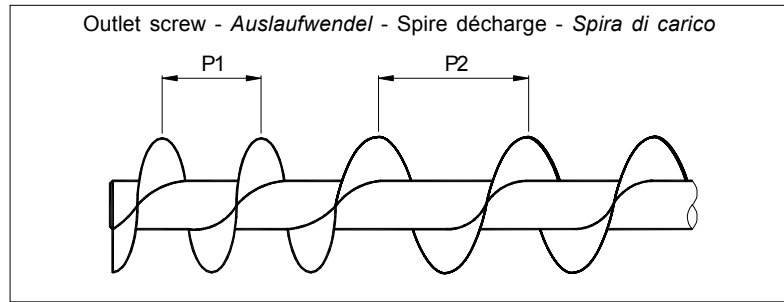 Outlet screw - Auslaufwendel - Spire décharge - Spira di carico
P1 P2